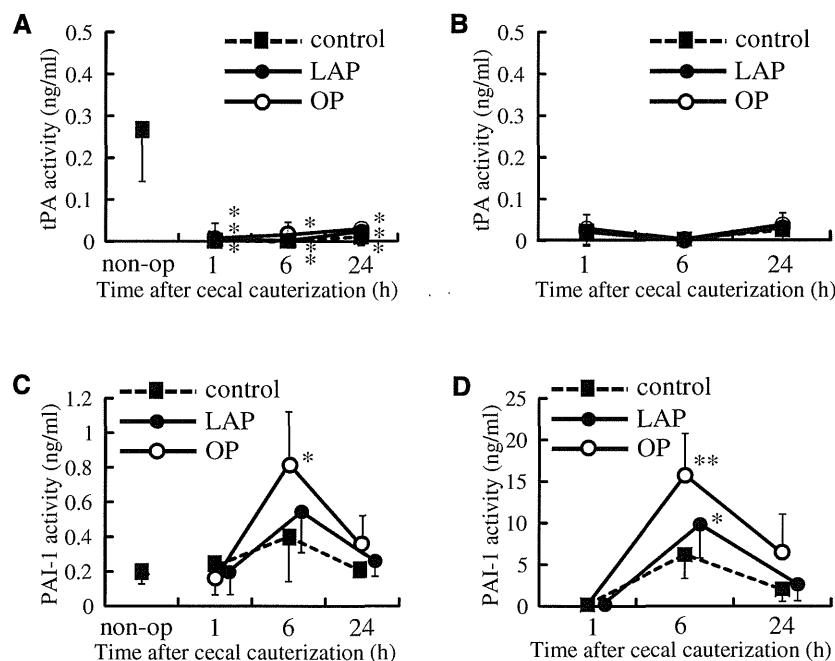 A
tPA activity (ng/ml)
0.5
0.4
0.3
0.2
0.1
0
control
LAP
OP
***
***
***
non-op 1 6 24
Time after cecal cauterization (h)
B
tPA activity (ng/ml)
0.5
0.4
0.3
0.2
0.1
0
control
LAP
OP
1 6 24
Time after cecal cauterization (h)
C
PAI-1 activity (ng/ml)
1.2
1
0.8
0.6
0.4
0.2
0
control
LAP
OP
*
non-op 1 6 24
Time after cecal cauterization (h)
D
PAI-1 activity (ng/ml)
25
20
15
10
5
0
control
LAP
OP
**
*
1 6 24
Time after cecal cauterization (h)